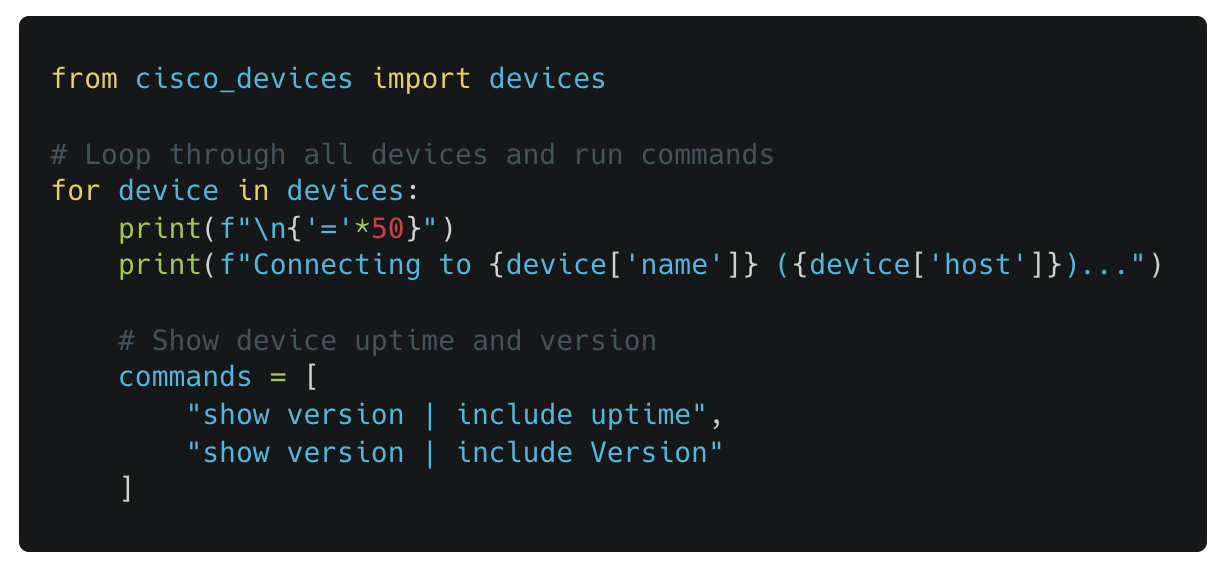 from cisco_devices import devices

# Loop through all devices and run commands
for device in devices:
    print(f"\n{'='*50}")
    print(f"Connecting to {device['name']} ({device['host']})...")

    # Show device uptime and version
    commands = [
        "show version | include uptime",
        "show version | include Version"
    ]